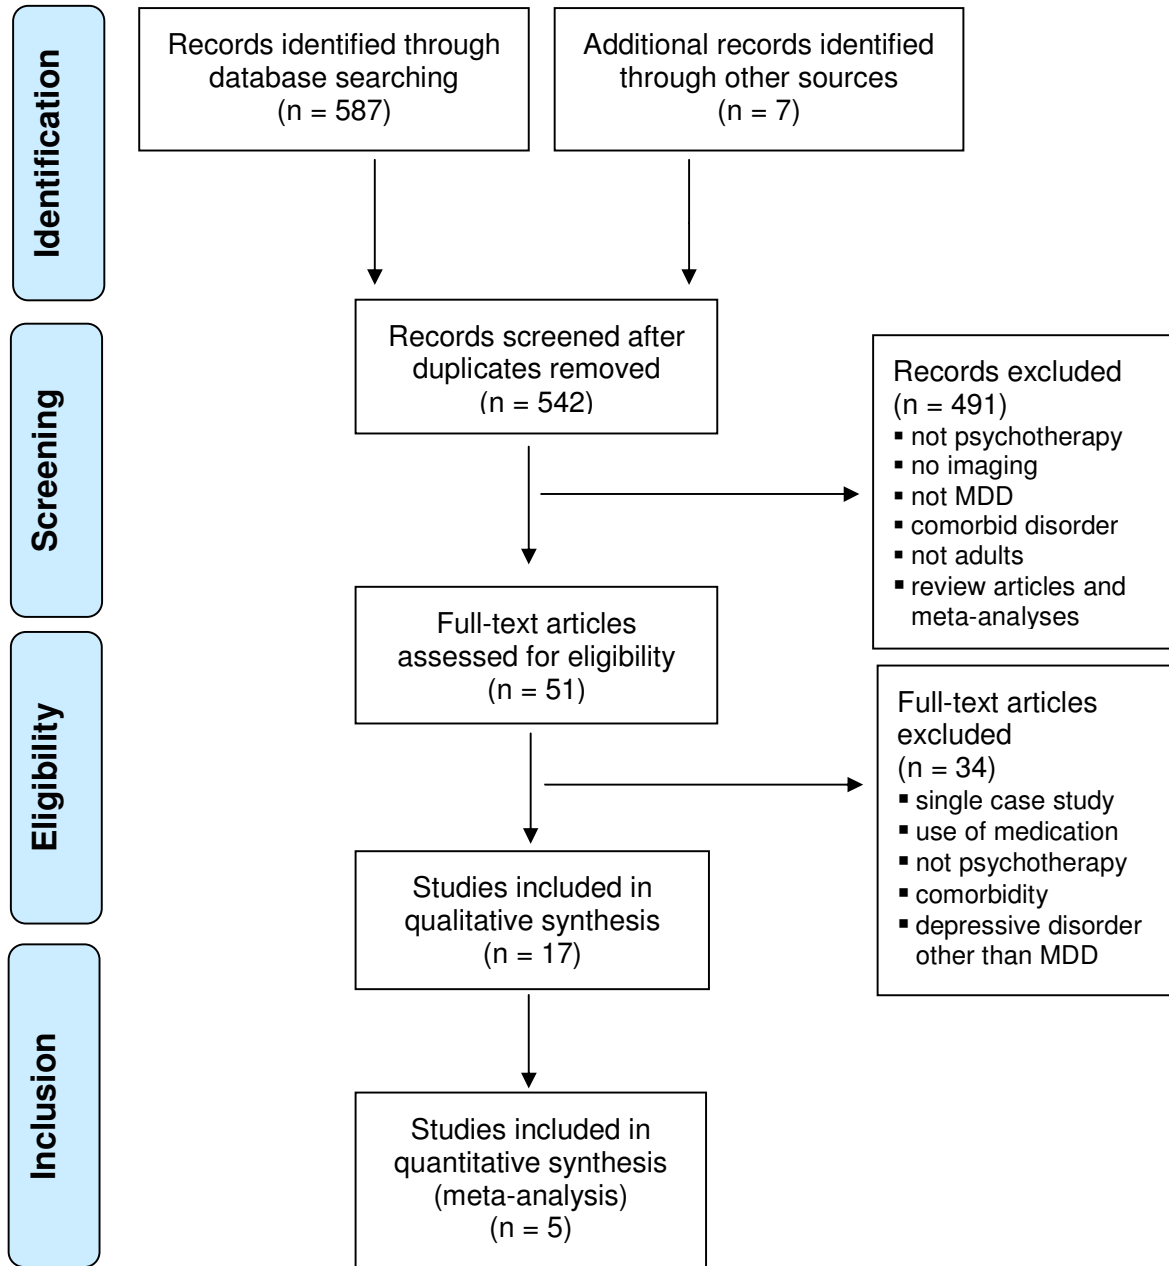 Identification
Records identified through
database searching
(n = 587)
Additional records identified
through other sources
(n = 7)
Screening
Records screened after
duplicates removed
(n = 542)
Records excluded
(n = 491)
▪ not psychotherapy
▪ no imaging
▪ not MDD
▪ comorbid disorder
▪ not adults
▪ review articles and
meta-analyses
Eligibility
Full-text articles
assessed for eligibility
(n = 51)
Full-text articles
excluded
(n = 34)
▪ single case study
▪ use of medication
▪ not psychotherapy
▪ comorbidity
▪ depressive disorder
other than MDD
Studies included in
qualitative synthesis
(n = 17)
Inclusion
Studies included in
quantitative synthesis
(meta-analysis)
(n = 5)